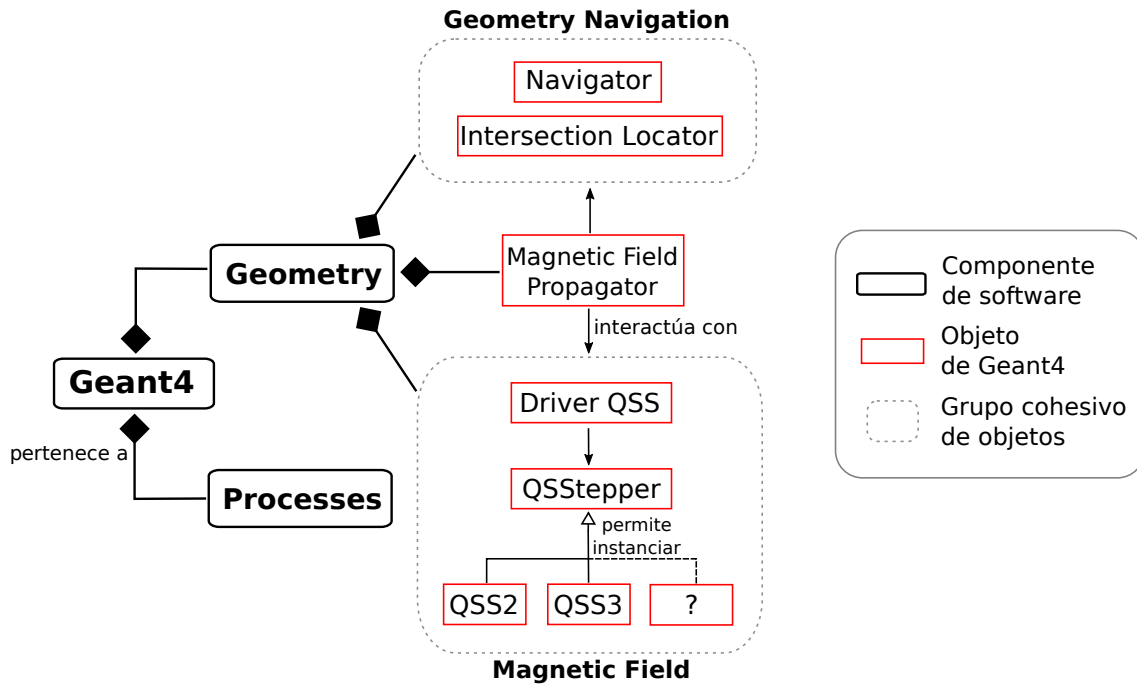 Geometry Navigation
Navigator
Intersection Locator
Geometry
Magnetic Field
Propagator
interactúa con
Geant4
pertenece a
Processes
Driver QSS
QSStepper
permite
instanciar
QSS2
QSS3
?
Magnetic Field
Componente
de software
Objeto
de Geant4
Grupo cohesivo
de objetos